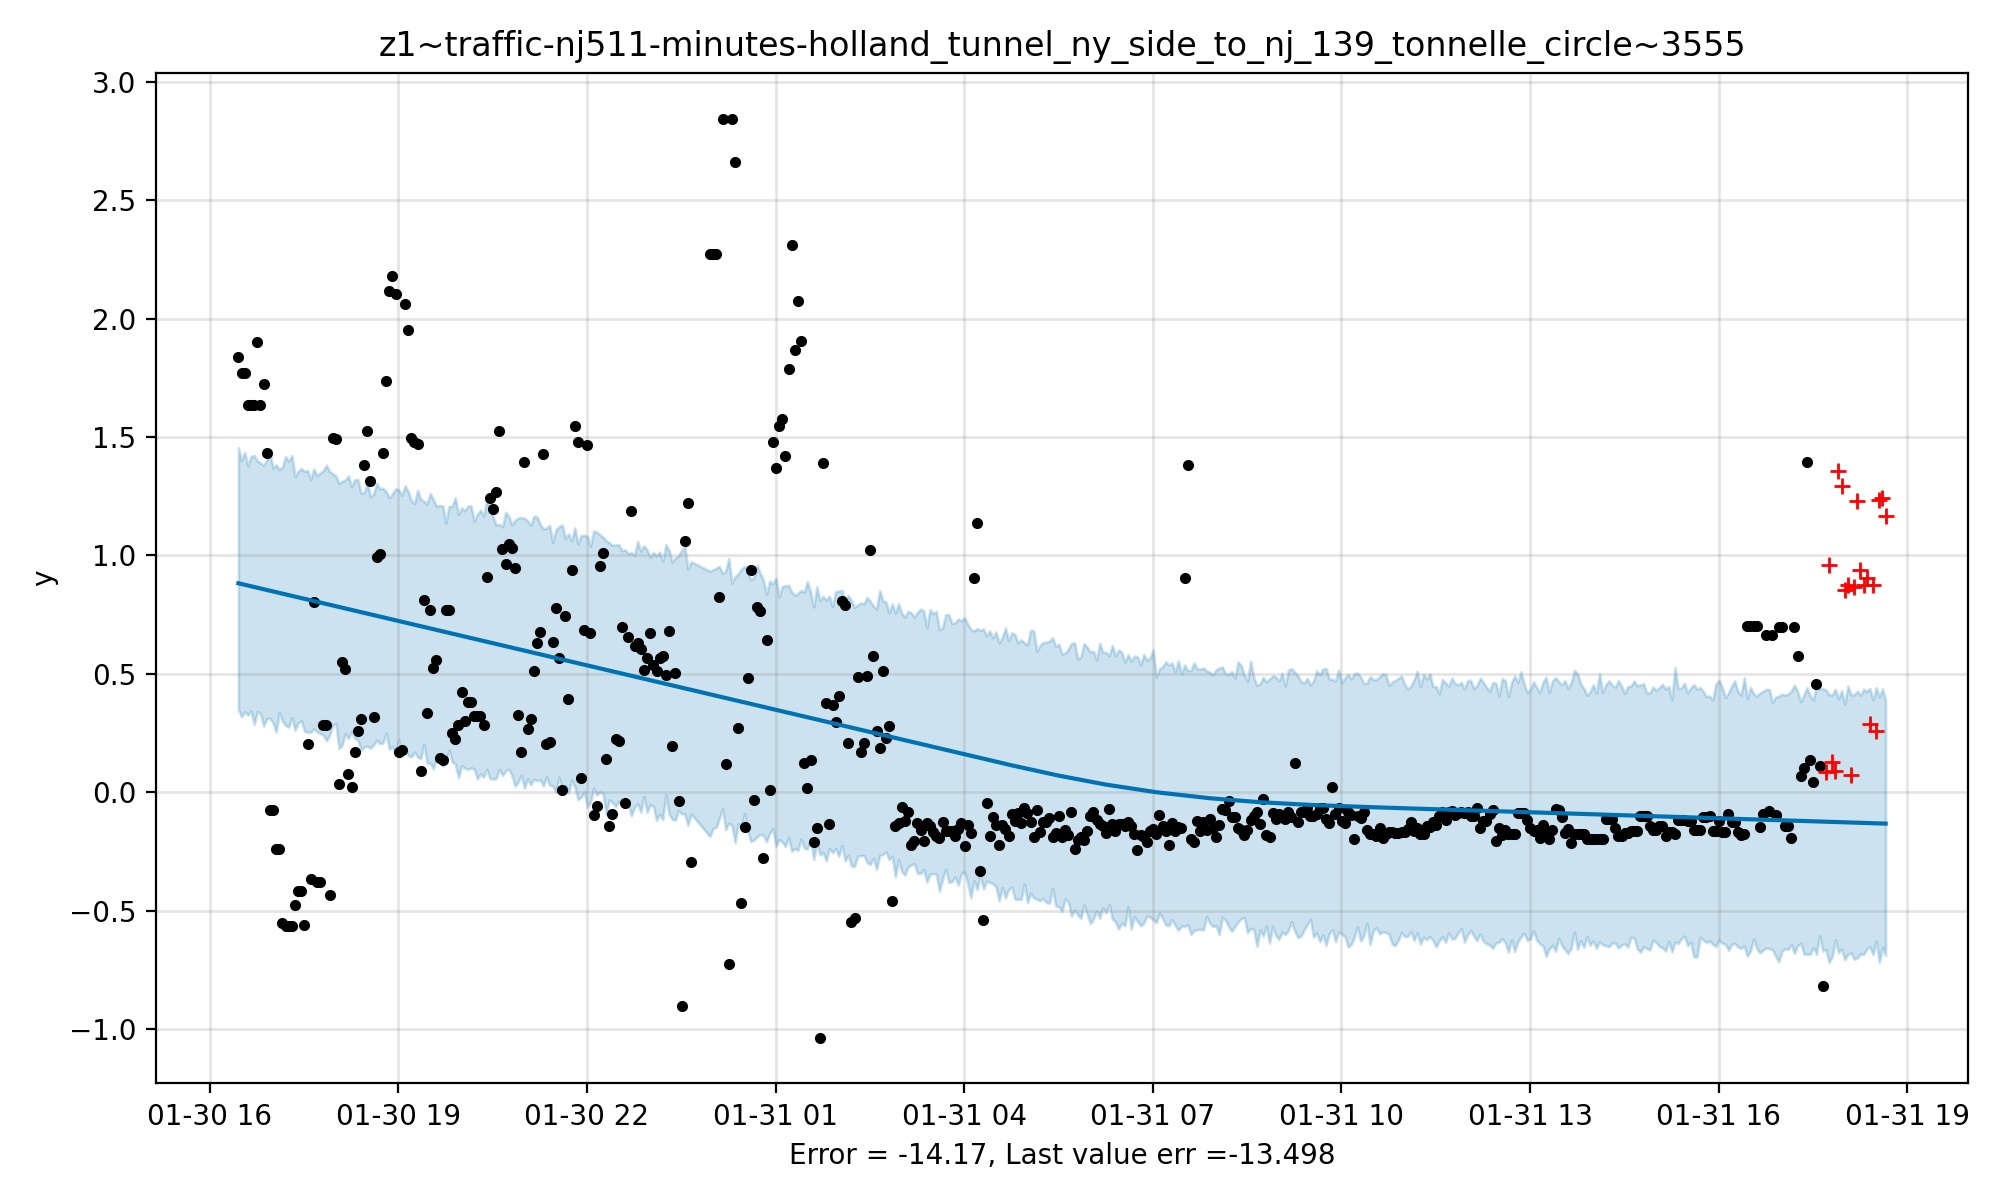 z1~traffic-nj511-minutes-holland_tunnel_ny_side_to_nj_139_tonnelle_circle~3555
3.0
2.5
2.0
1.5
1.0
0.5
0.0
−0.5
−1.0
y
01-30 16 01-30 19 01-30 22 01-31 01 01-31 04 01-31 07 01-31 10 01-31 13 01-31 16 01-31 19
Error = -14.17, Last value err =-13.498